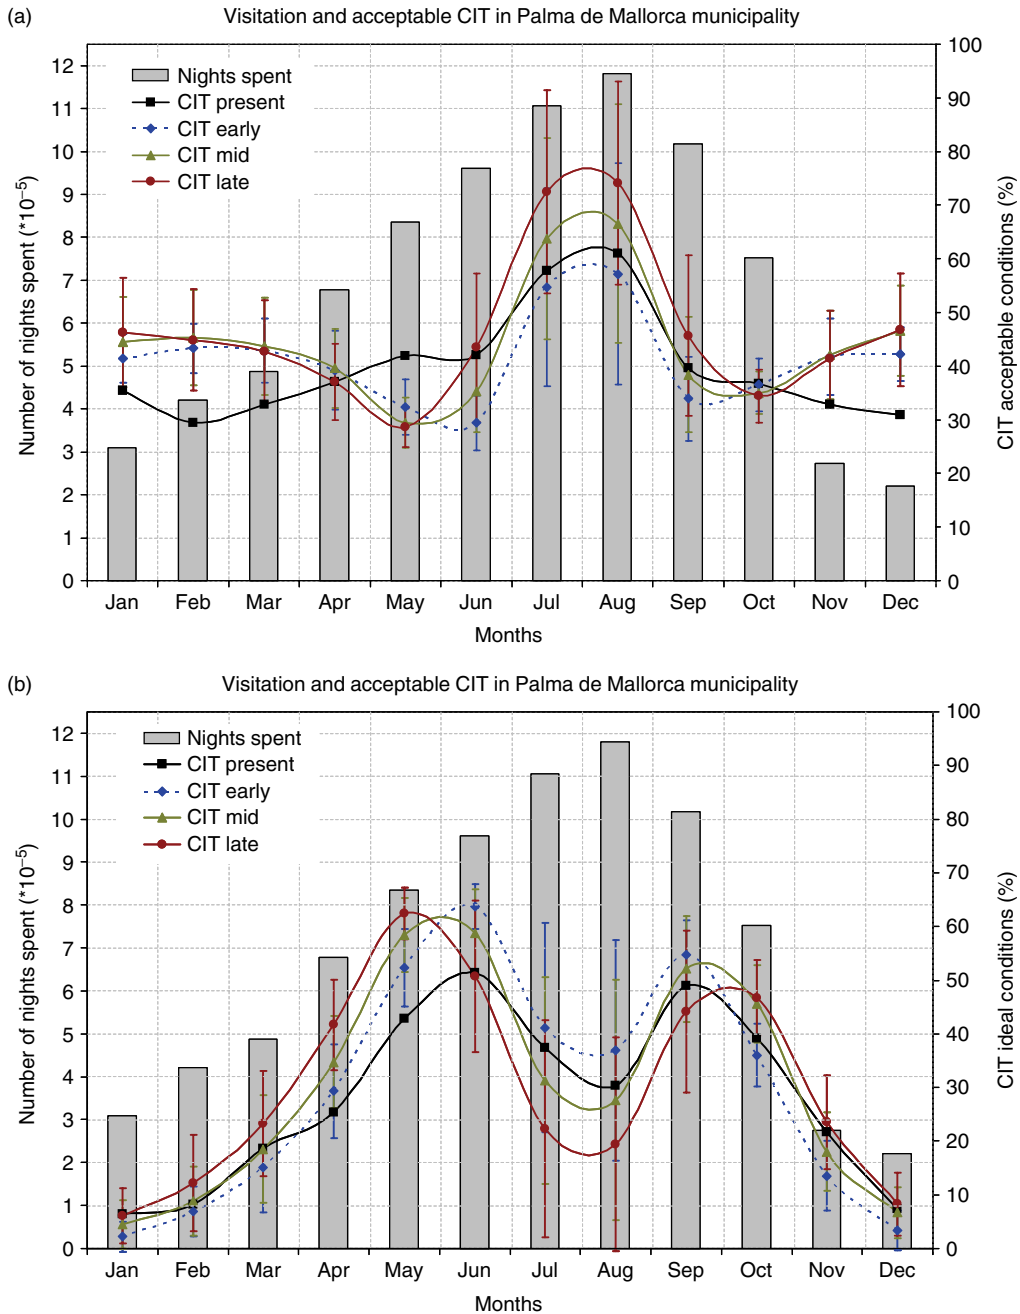 (a)
Visitation and acceptable CIT in Palma de Mallorca municipality
Nights spent
CIT present
CIT early
CIT mid
CIT late
Number of nights spent (*10⁻⁵)
12
11
10
9
8
7
6
5
4
3
2
1
0
100
90
80
70
60
50
40
30
20
10
0
CIT acceptable conditions (%)
Jan Feb Mar Apr May Jun Jul Aug Sep Oct Nov Dec
Months
(b)
Visitation and acceptable CIT in Palma de Mallorca municipality
Nights spent
CIT present
CIT early
CIT mid
CIT late
Number of nights spent (*10⁻⁵)
12
11
10
9
8
7
6
5
4
3
2
1
0
100
90
80
70
60
50
40
30
20
10
0
CIT ideal conditions (%)
Jan Feb Mar Apr May Jun Jul Aug Sep Oct Nov Dec
Months